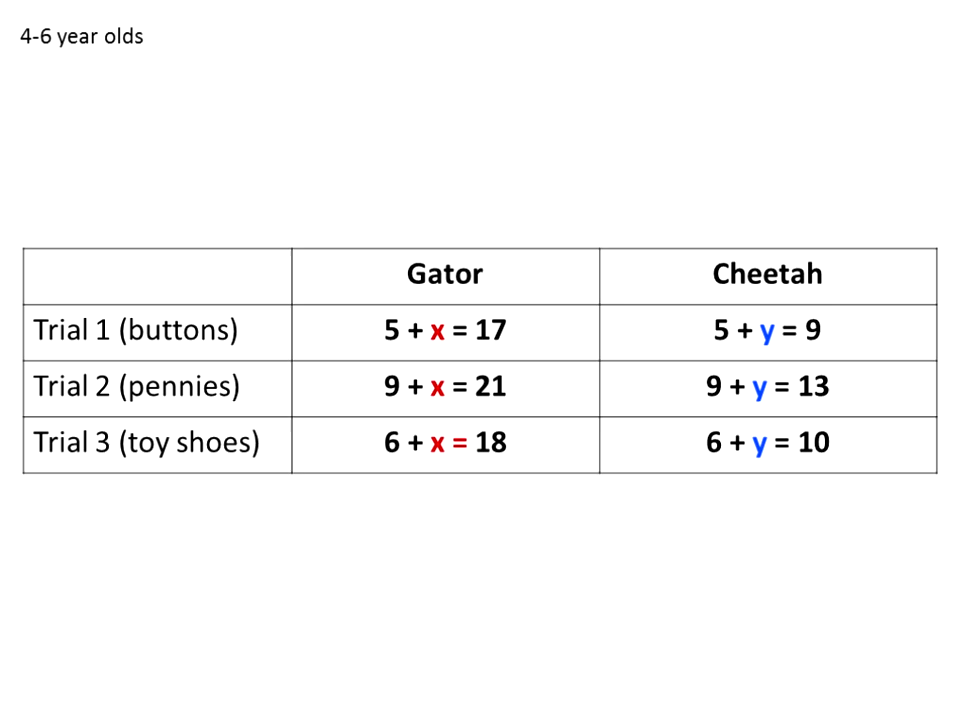 4-6 year olds
Gator Cheetah
Trial 1 (buttons) 5 + x = 17 5 + y = 9
Trial 2 (pennies) 9 + x = 21 9 + y = 13
Trial 3 (toy shoes) 6 + x = 18 6 + y = 10